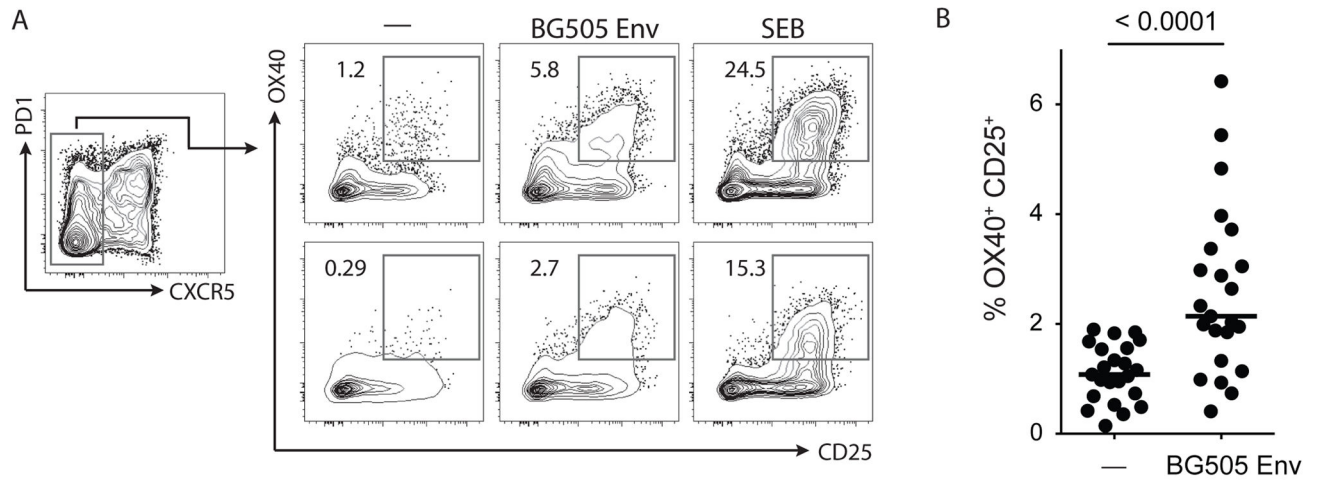 A
PD1
CXCR5
OX40
— BG505 Env SEB
1.2 5.8 24.5
0.29 2.7 15.3
CD25
B
< 0.0001
% OX40⁺ CD25⁺
6
4
2
0
— BG505 Env